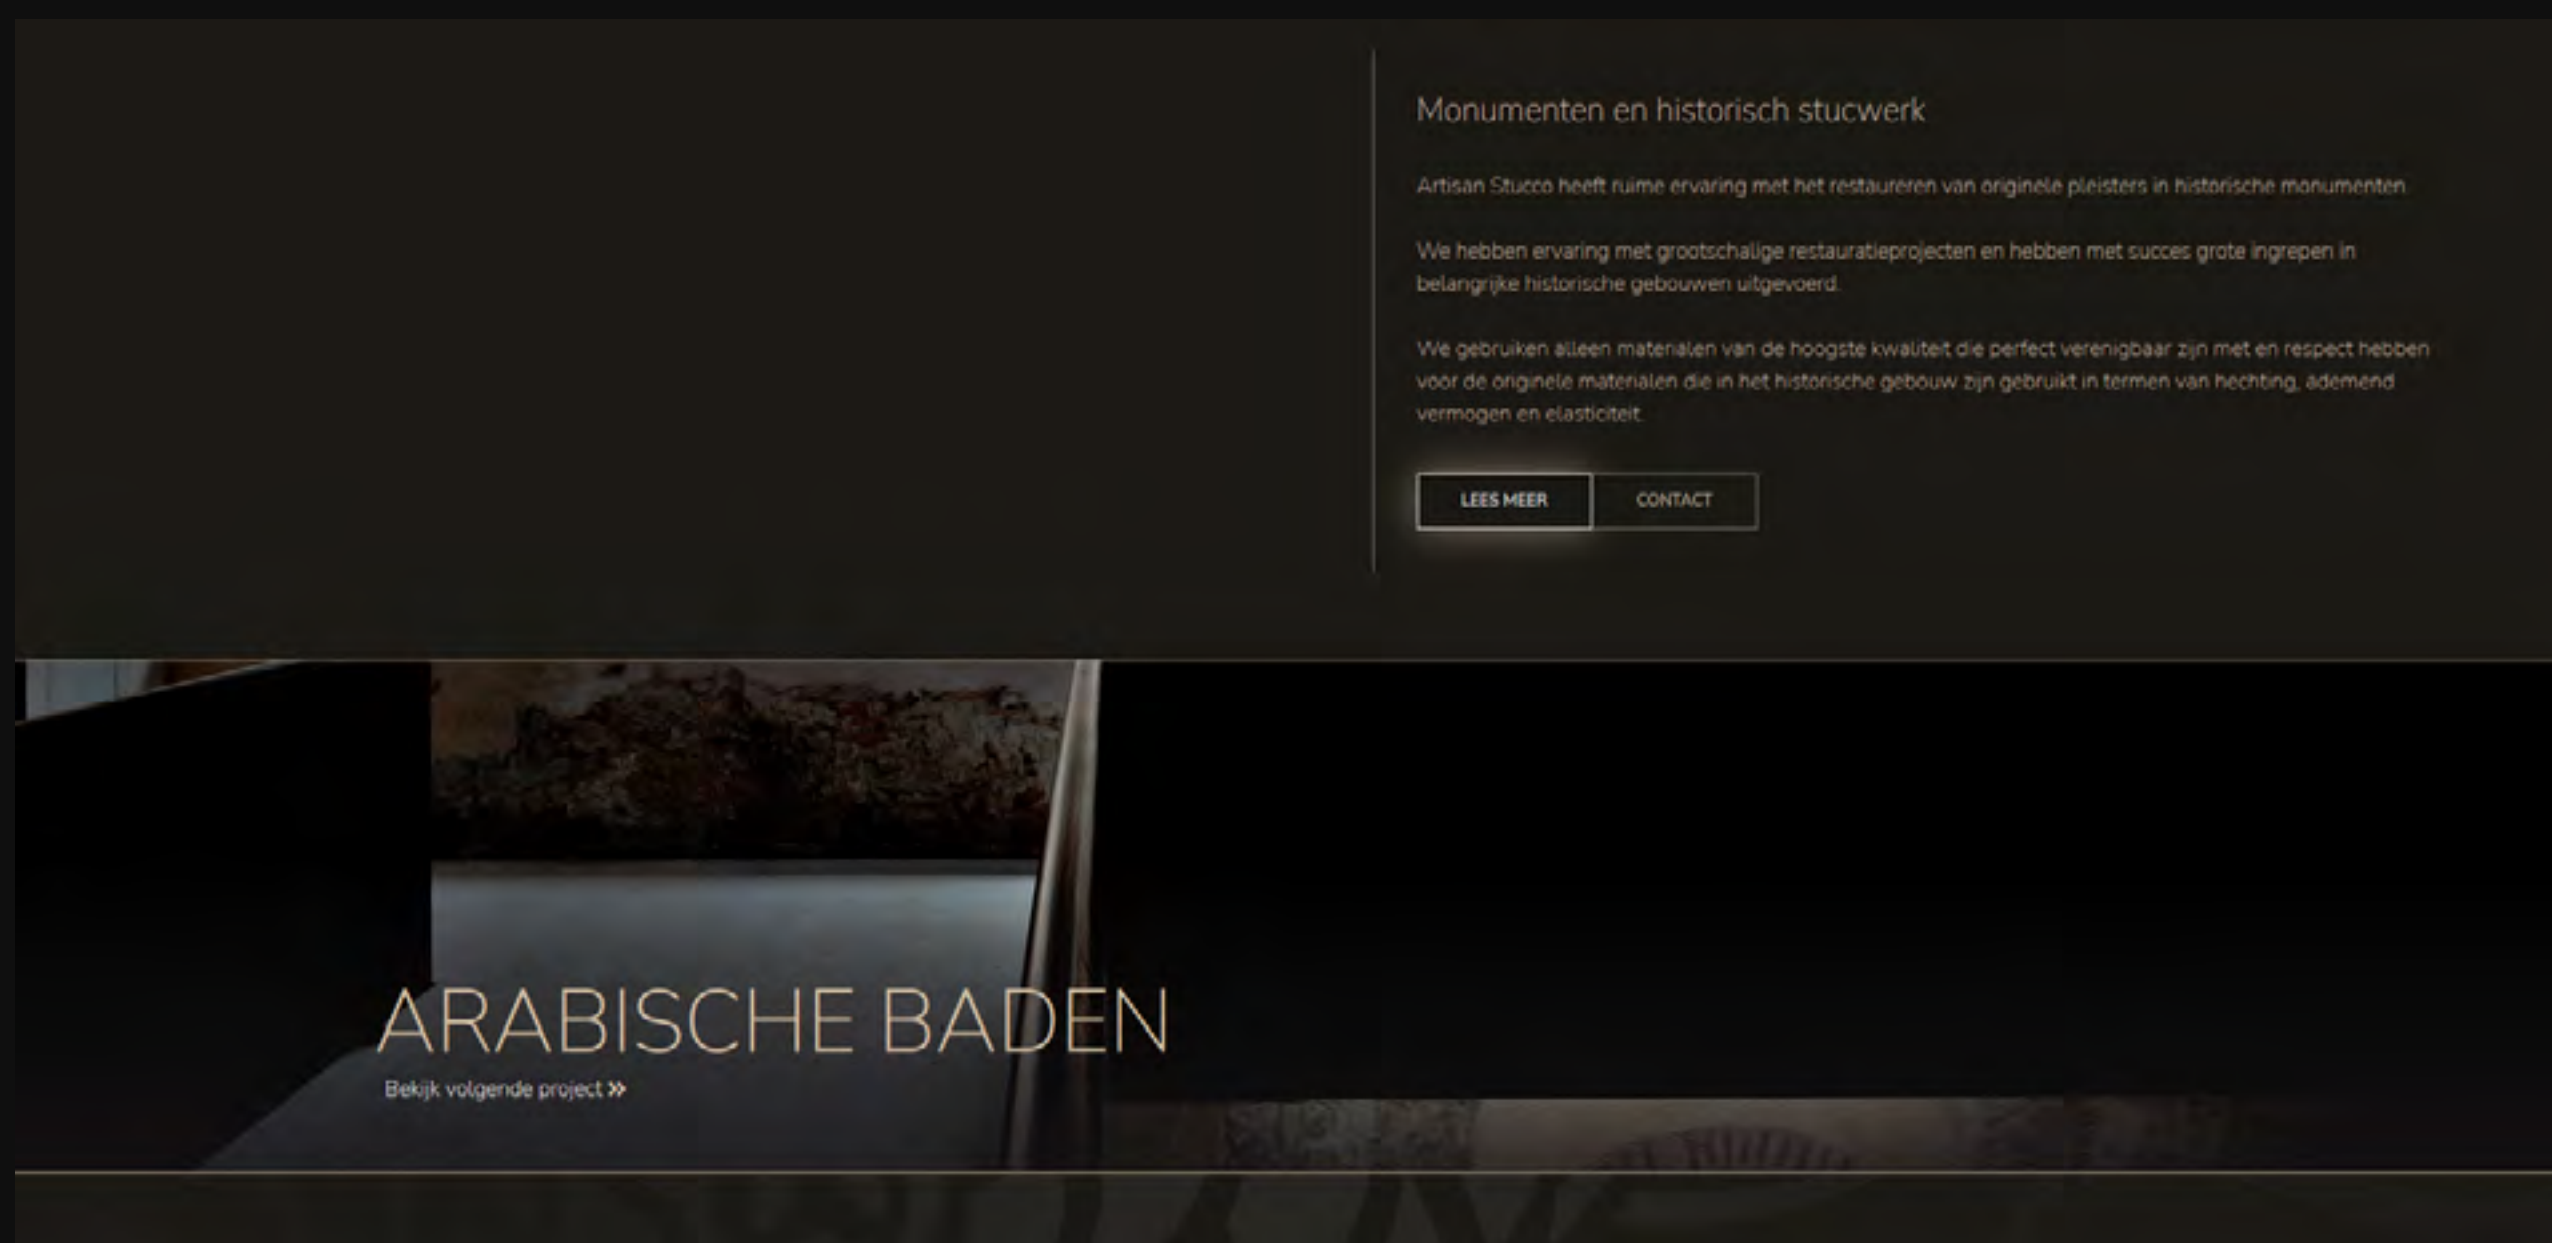 Monumenten en historisch stucwerk
Artisan Stucco heeft ruime ervaring met het restaureren van originele pleisters in historische monumenten.
We hebben ervaring met grootschalige restauratieprojecten en hebben met succes grote ingrepen in
belangrijke historische gebouwen uitgevoerd.
We gebruiken alleen materialen van de hoogste kwaliteit die perfect verenigbaar zijn met en respect hebben
voor de originele materialen die in het historische gebouw zijn gebruikt in termen van hechting, ademend
vermogen en elasticiteit.
LEES MEER
CONTACT
ARABISCHE BADEN
Bekijk volgende project »